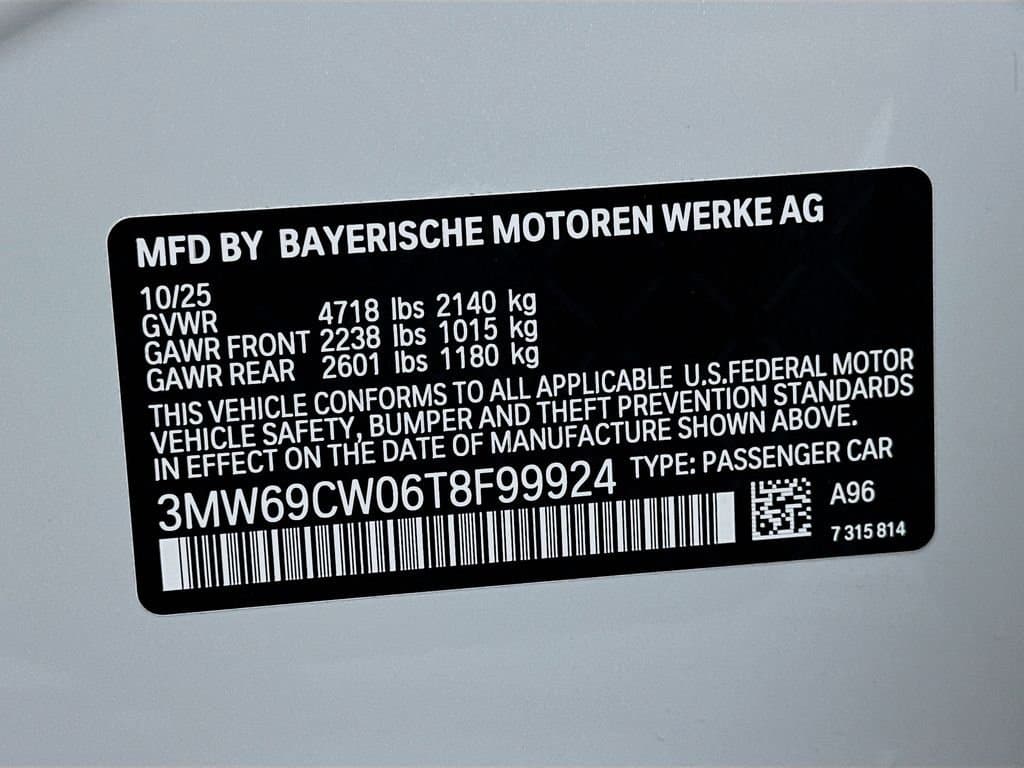 MFD BY BAYERISCHE MOTOREN WERKE AG
10/25
GVWR 4718 lbs 2140 kg
GAWR FRONT 2238 lbs 1015 kg
GAWR REAR 2601 lbs 1180 kg
THIS VEHICLE CONFORMS TO ALL APPLICABLE U.S.FEDERAL MOTOR
VEHICLE SAFETY, BUMPER AND THEFT PREVENTION STANDARDS
IN EFFECT ON THE DATE OF MANUFACTURE SHOWN ABOVE.
3MW69CW06T8F99924 TYPE: PASSENGER CAR
A96
7 315 814